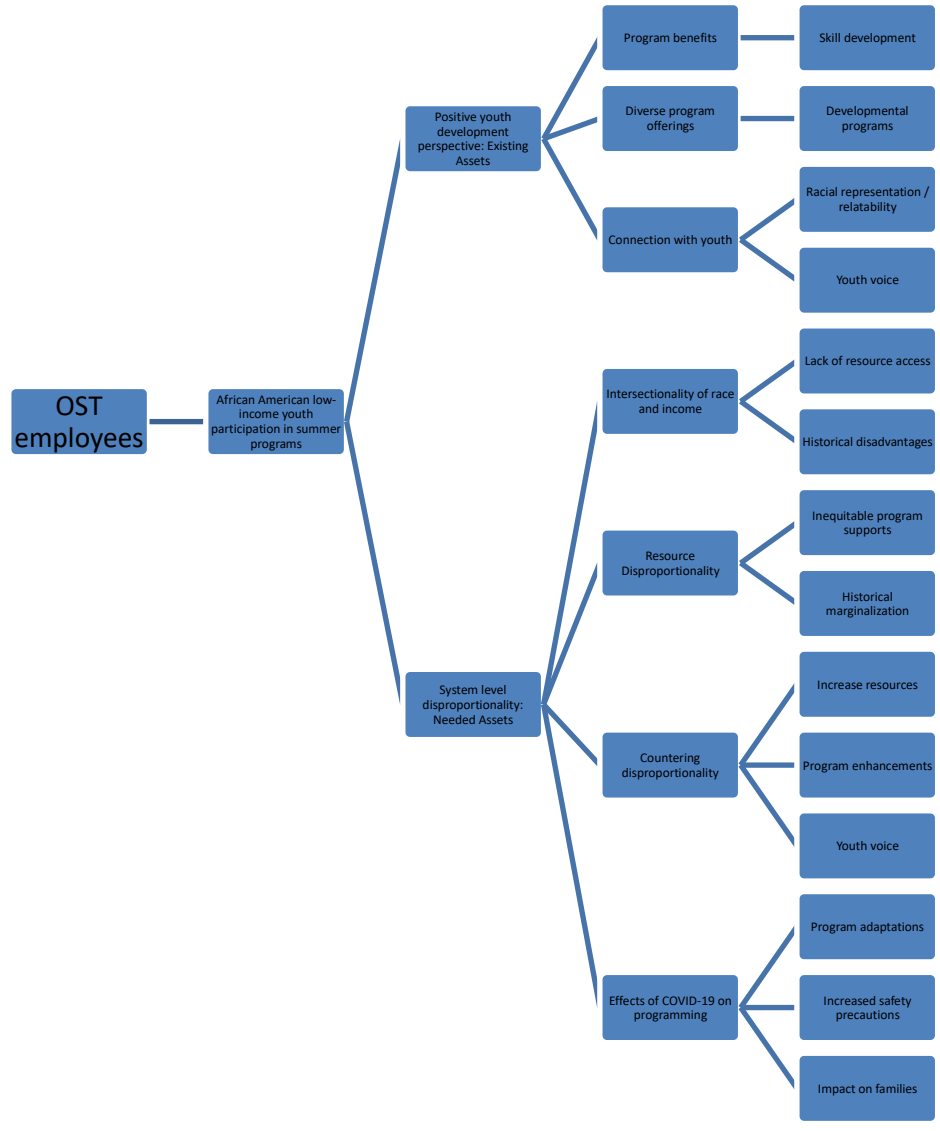 OST
employees
African American low-
income youth
participation in summer
programs
Positive youth
development
perspective: Existing
Assets
Program benefits
Skill development
Diverse program
offerings
Developmental
programs
Connection with youth
Racial representation /
relatability
Youth voice
System level
disproportionality:
Needed Assets
Intersectionality of race
and income
Lack of resource access
Historical disadvantages
Resource
Disproportionality
Inequitable program
supports
Historical
marginalization
Countering
disproportionality
Increase resources
Program enhancements
Youth voice
Effects of COVID-19 on
programming
Program adaptations
Increased safety
precautions
Impact on families